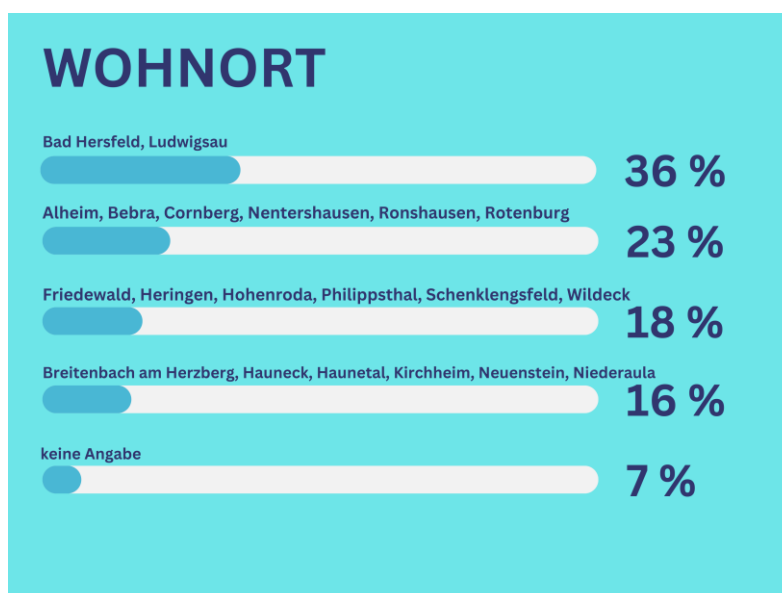 WOHNORT
Bad Hersfeld, Ludwigsau
36 %
Alheim, Bebra, Cornberg, Nentershausen, Ronshausen, Rotenburg
23 %
Friedewald, Heringen, Hohenroda, Philippsthal, Schenklengsfeld, Wildeck
18 %
Breitenbach am Herzberg, Hauneck, Haunetal, Kirchheim, Neuenstein, Niederaula
16 %
keine Angabe
7 %